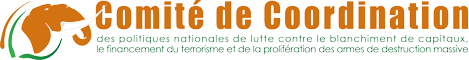 Comité de Coordination
des politiques nationales de lutte contre le blanchiment de capitaux,
le financement du terrorisme et de la prolifération des armes de destruction massive